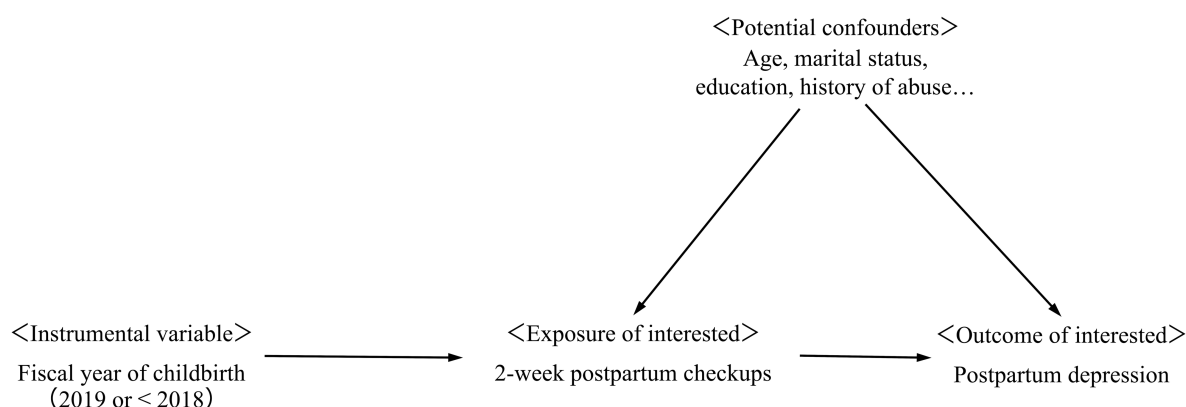 <Potential confounders>
Age, marital status,
education, history of abuse…
<Instrumental variable>
Fiscal year of childbirth
(2019 or < 2018)
<Exposure of interested>
2-week postpartum checkups
<Outcome of interested>
Postpartum depression